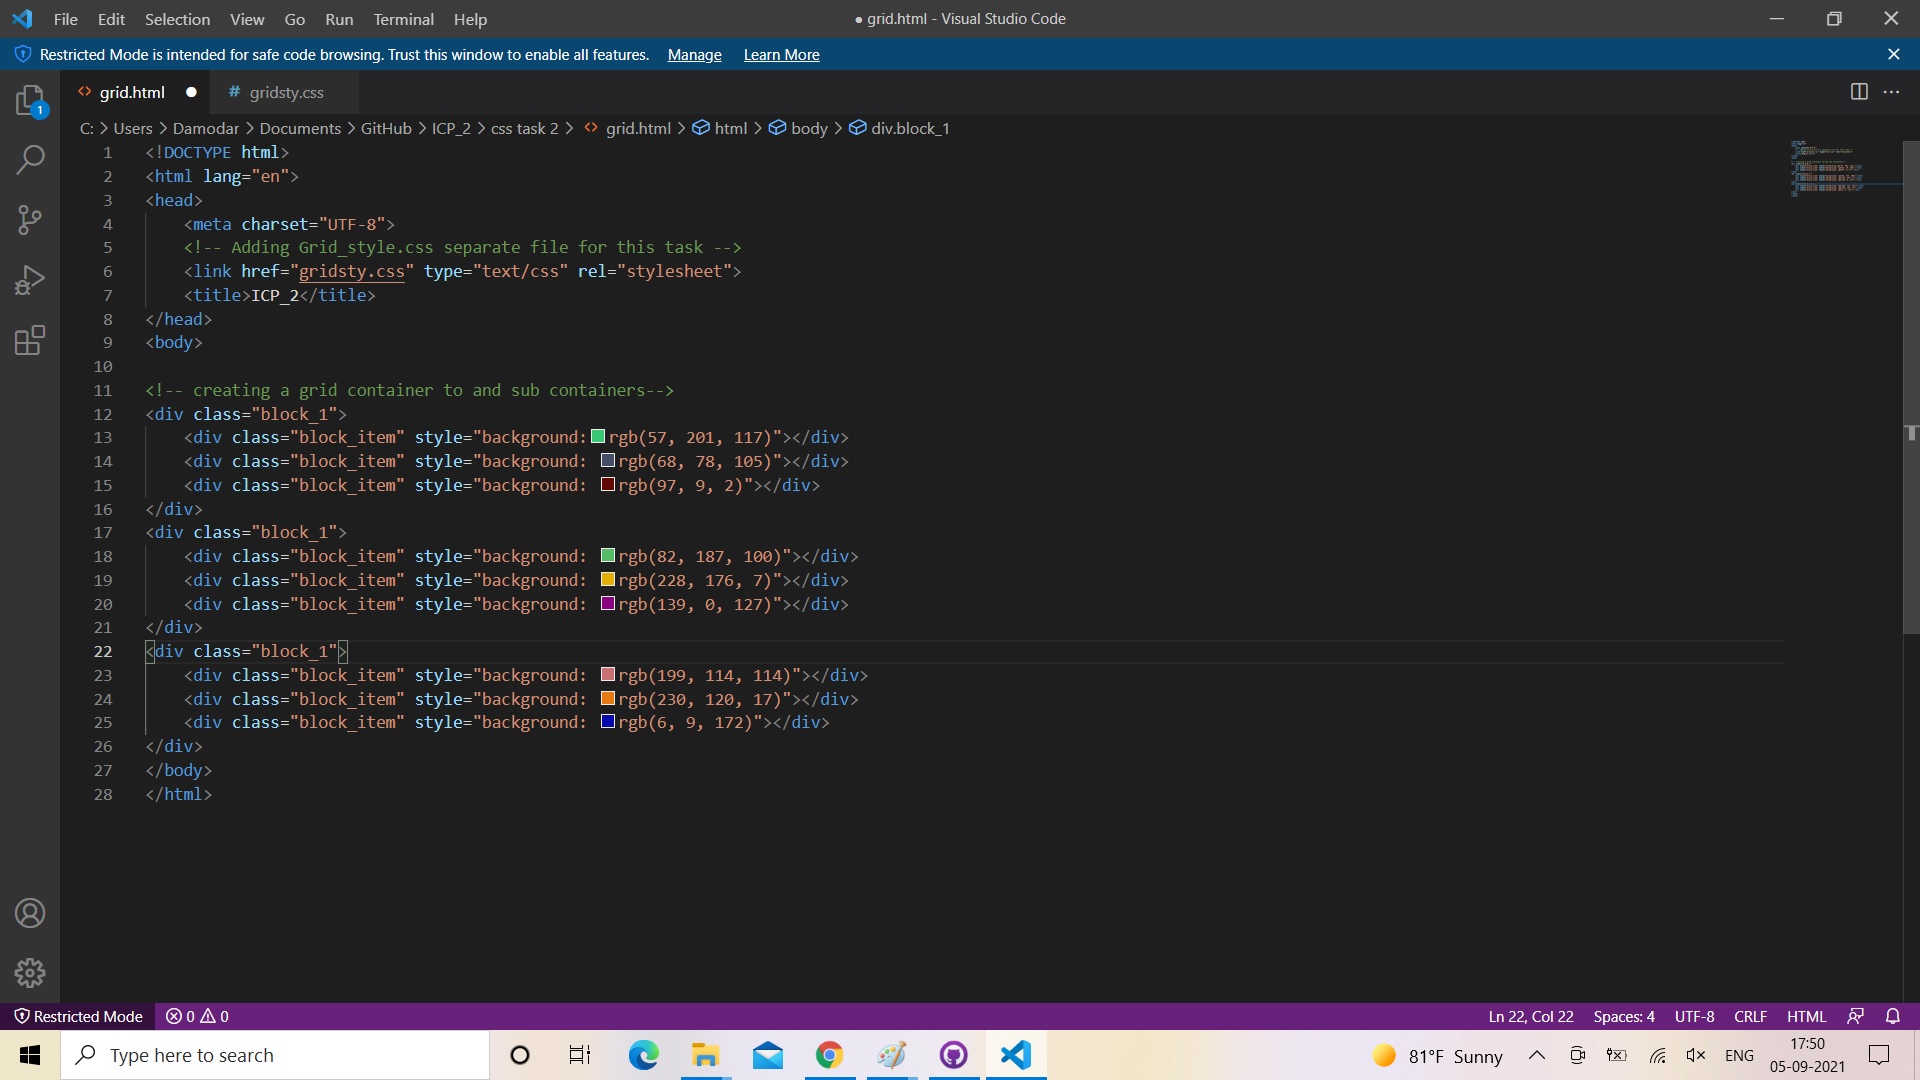 File Edit Selection View Go Run Terminal Help ● grid.html - Visual Studio Code
Restricted Mode is intended for safe code browsing. Trust this window to enable all features. Manage Learn More
1
grid.html ● # gridsty.css
C: > Users > Damodar > Documents > GitHub > ICP_2 > css task 2 > <> grid.html > html > body > div.block_1
1 <!DOCTYPE html>
2 <html lang="en">
3 <head>
4     <meta charset="UTF-8">
5     <!-- Adding Grid_style.css separate file for this task -->
6     <link href="gridsty.css" type="text/css" rel="stylesheet">
7     <title>ICP_2</title>
8 </head>
9 <body>
10
11 <!-- creating a grid container to and sub containers-->
12 <div class="block_1">
13     <div class="block_item" style="background:rgb(57, 201, 117)"></div>
14     <div class="block_item" style="background: rgb(68, 78, 105)"></div>
15     <div class="block_item" style="background: rgb(97, 9, 2)"></div>
16 </div>
17 <div class="block_1">
18     <div class="block_item" style="background: rgb(82, 187, 100)"></div>
19     <div class="block_item" style="background: rgb(228, 176, 7)"></div>
20     <div class="block_item" style="background: rgb(139, 0, 127)"></div>
21 </div>
22 <div class="block_1">
23     <div class="block_item" style="background: rgb(199, 114, 114)"></div>
24     <div class="block_item" style="background: rgb(230, 120, 17)"></div>
25     <div class="block_item" style="background: rgb(6, 9, 172)"></div>
26 </div>
27 </body>
28 </html>
Restricted Mode 0 0 Ln 22, Col 22 Spaces: 4 UTF-8 CRLF HTML
Type here to search 81°F Sunny ENG 17:50
05-09-2021